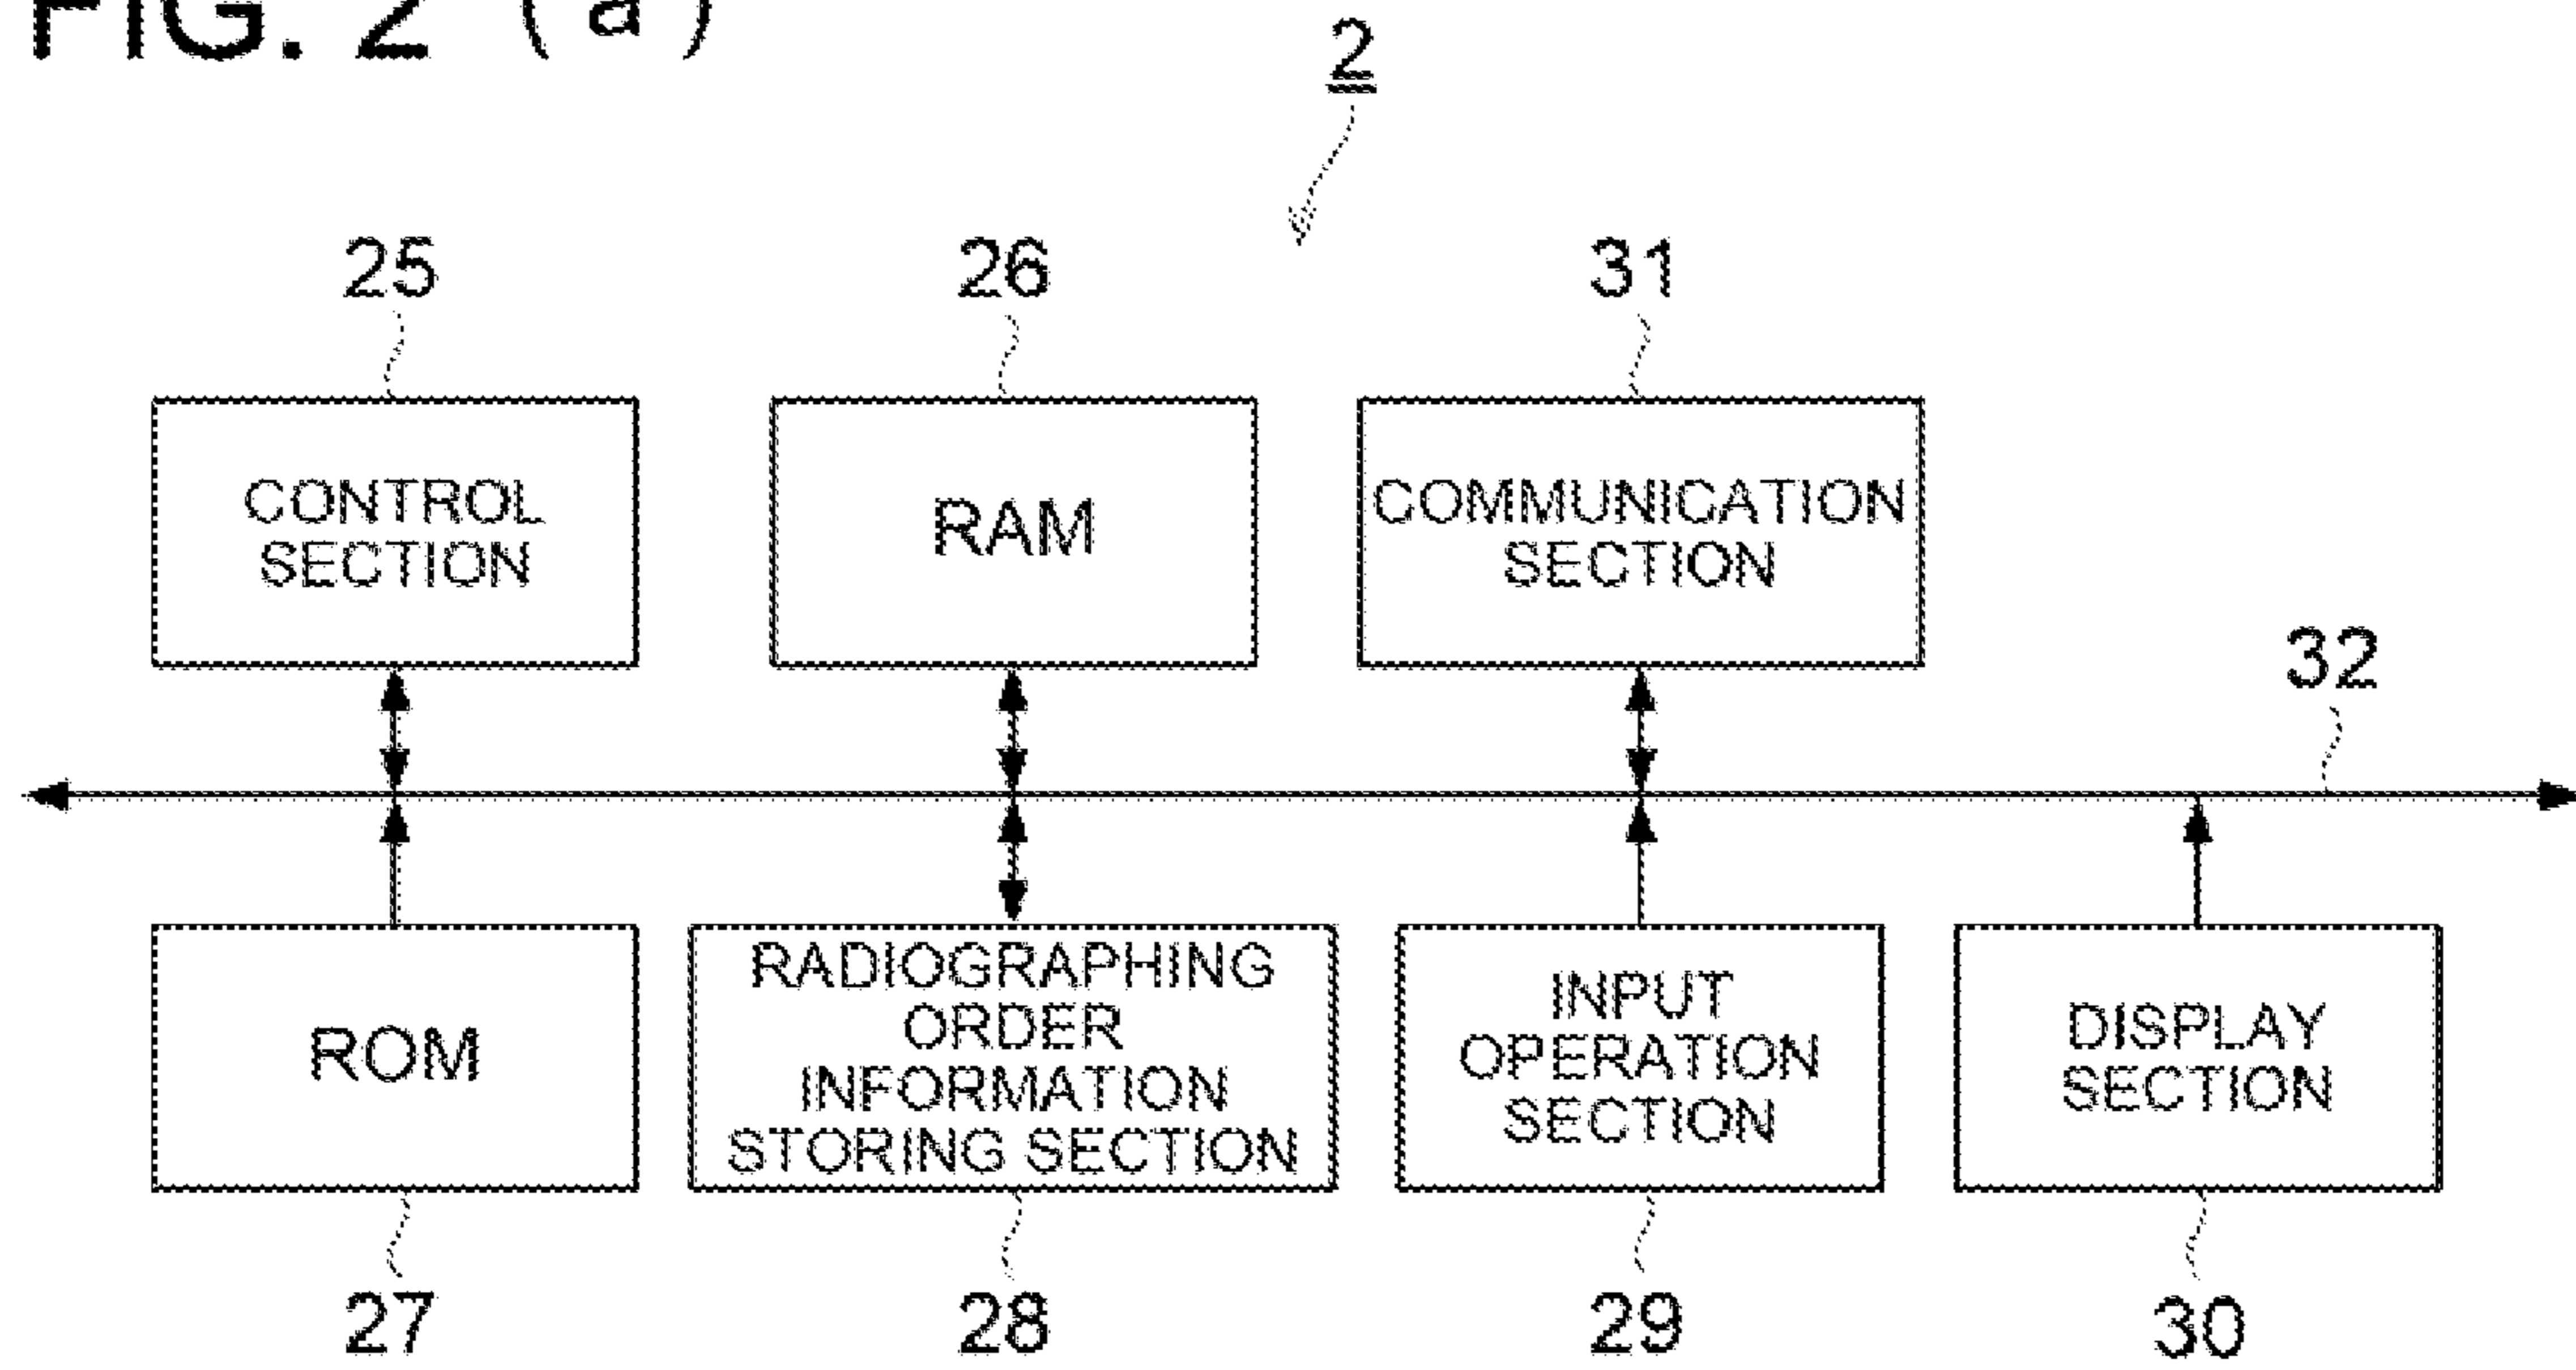 FIG. 2 (a)
2
25
26
31
CONTROL
SECTION
RAM
COMMUNICATION
SECTION
32
ROM
RADIOGRAPHING
ORDER
INFORMATION
STORING SECTION
INPUT
OPERATION
SECTION
DISPLAY
SECTION
27
28
29
30